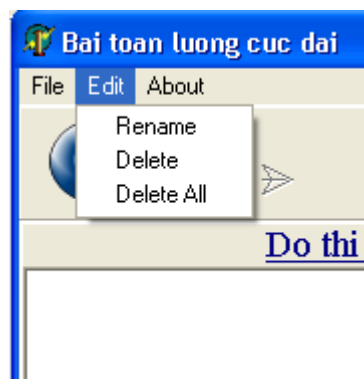 Bai toan luong cuc dai
File Edit About
Rename
Delete
Delete All
Do thi